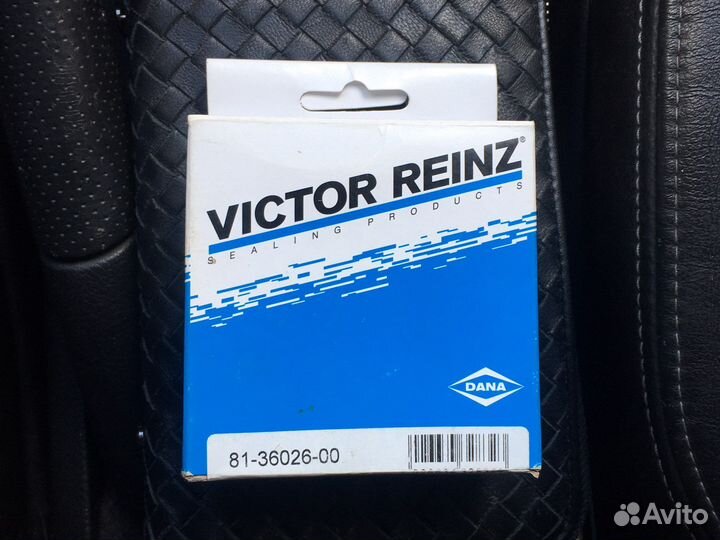 VICTOR REINZ®
SEALING PRODUCTS
DANA
81-36026-00
Avito